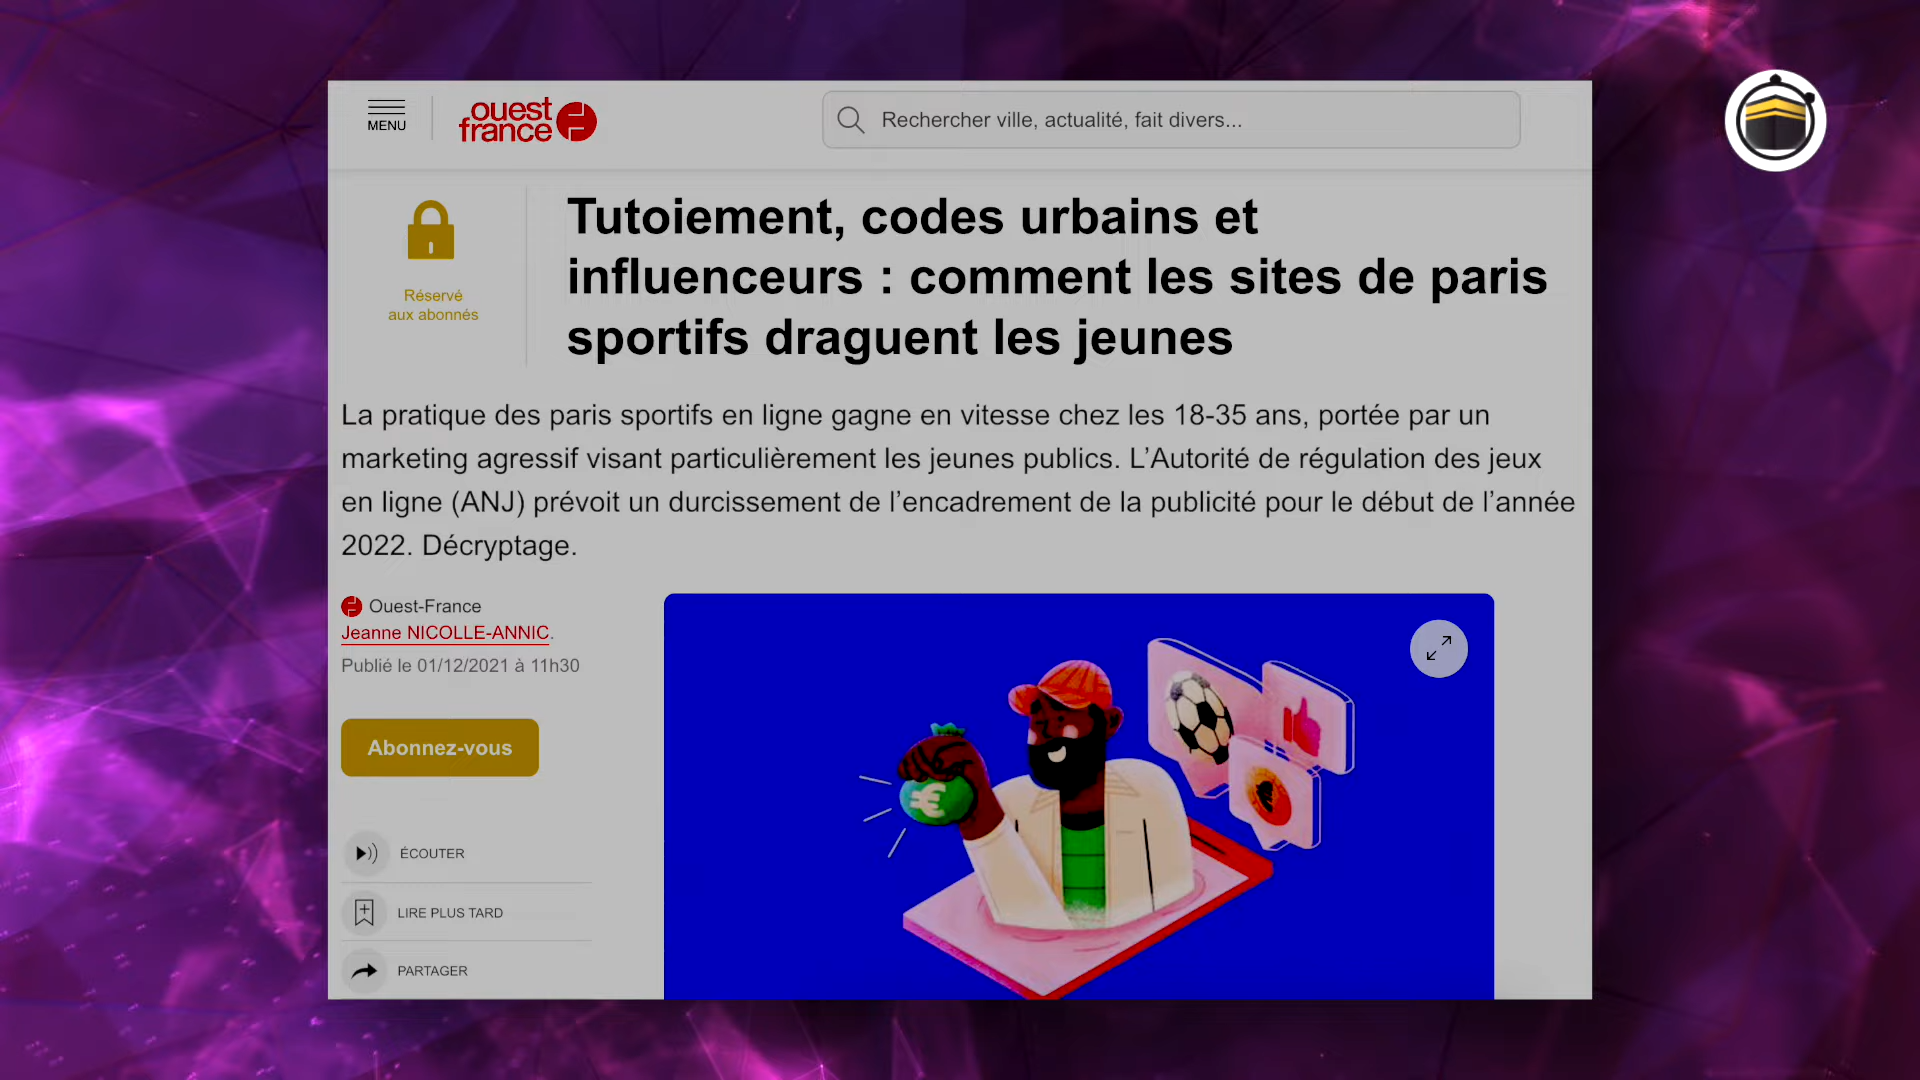 MENU
ouest
france
Rechercher ville, actualité, fait divers...
Réservé
aux abonnés
Tutoiement, codes urbains et
influenceurs : comment les sites de paris
sportifs draguent les jeunes
La pratique des paris sportifs en ligne gagne en vitesse chez les 18-35 ans, portée par un
marketing agressif visant particulièrement les jeunes publics. L’Autorité de régulation des jeux
en ligne (ANJ) prévoit un durcissement de l’encadrement de la publicité pour le début de l’année
2022. Décryptage.
Ouest-France
Jeanne NICOLLE-ANNIC.
Publié le 01/12/2021 à 11h30
Abonnez-vous
ÉCOUTER
LIRE PLUS TARD
PARTAGER
€